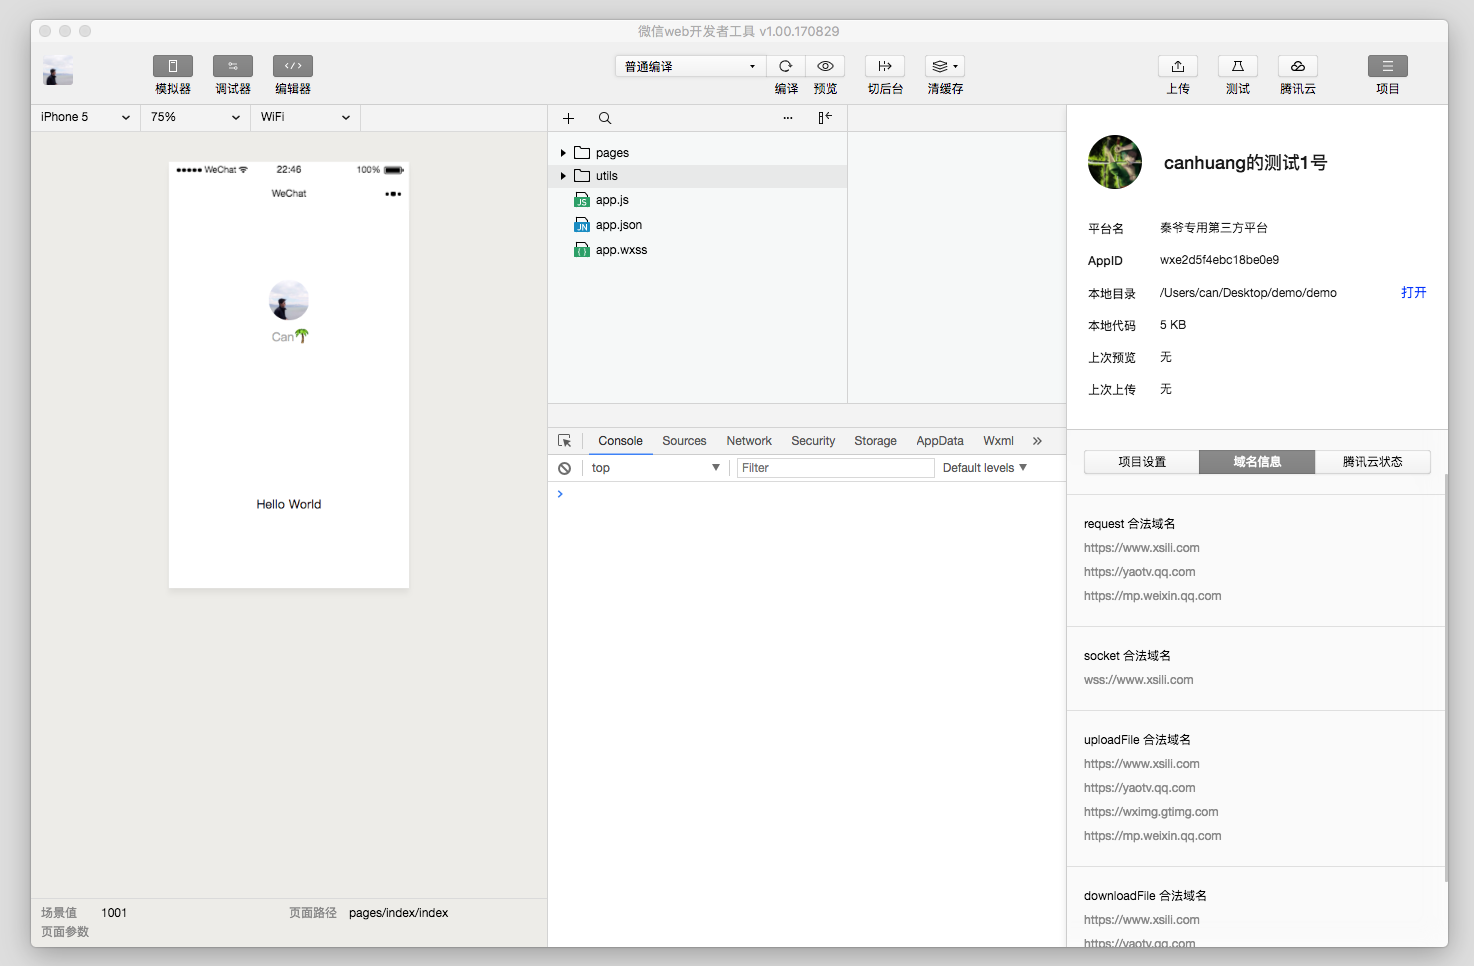 微信web开发者工具 v1.00.170829
模拟器 调试器 编辑器
普通编译
编译 预览 切后台 清缓存
上传 测试 腾讯云 项目
iPhone 5 75% WiFi
WeChat 22:46 100%
WeChat
Can🌴
Hello World
场景值 1001 页面路径 pages/index/index
页面参数
pages
utils
JS app.js
JN app.json
app.wxss
Console Sources Network Security Storage AppData Wxml »
top Filter Default levels
canhuang的测试1号
平台名 秦爷专用第三方平台
AppID wxe2d5f4ebc18be0e9
本地目录 /Users/can/Desktop/demo/demo 打开
本地代码 5 KB
上次预览 无
上次上传 无
项目设置 域名信息 腾讯云状态
request 合法域名
https://www.xsili.com
https://yaotv.qq.com
https://mp.weixin.qq.com
socket 合法域名
wss://www.xsili.com
uploadFile 合法域名
https://www.xsili.com
https://yaotv.qq.com
https://wximg.gtimg.com
https://mp.weixin.qq.com
downloadFile 合法域名
https://www.xsili.com
https://yaotv.qq.com